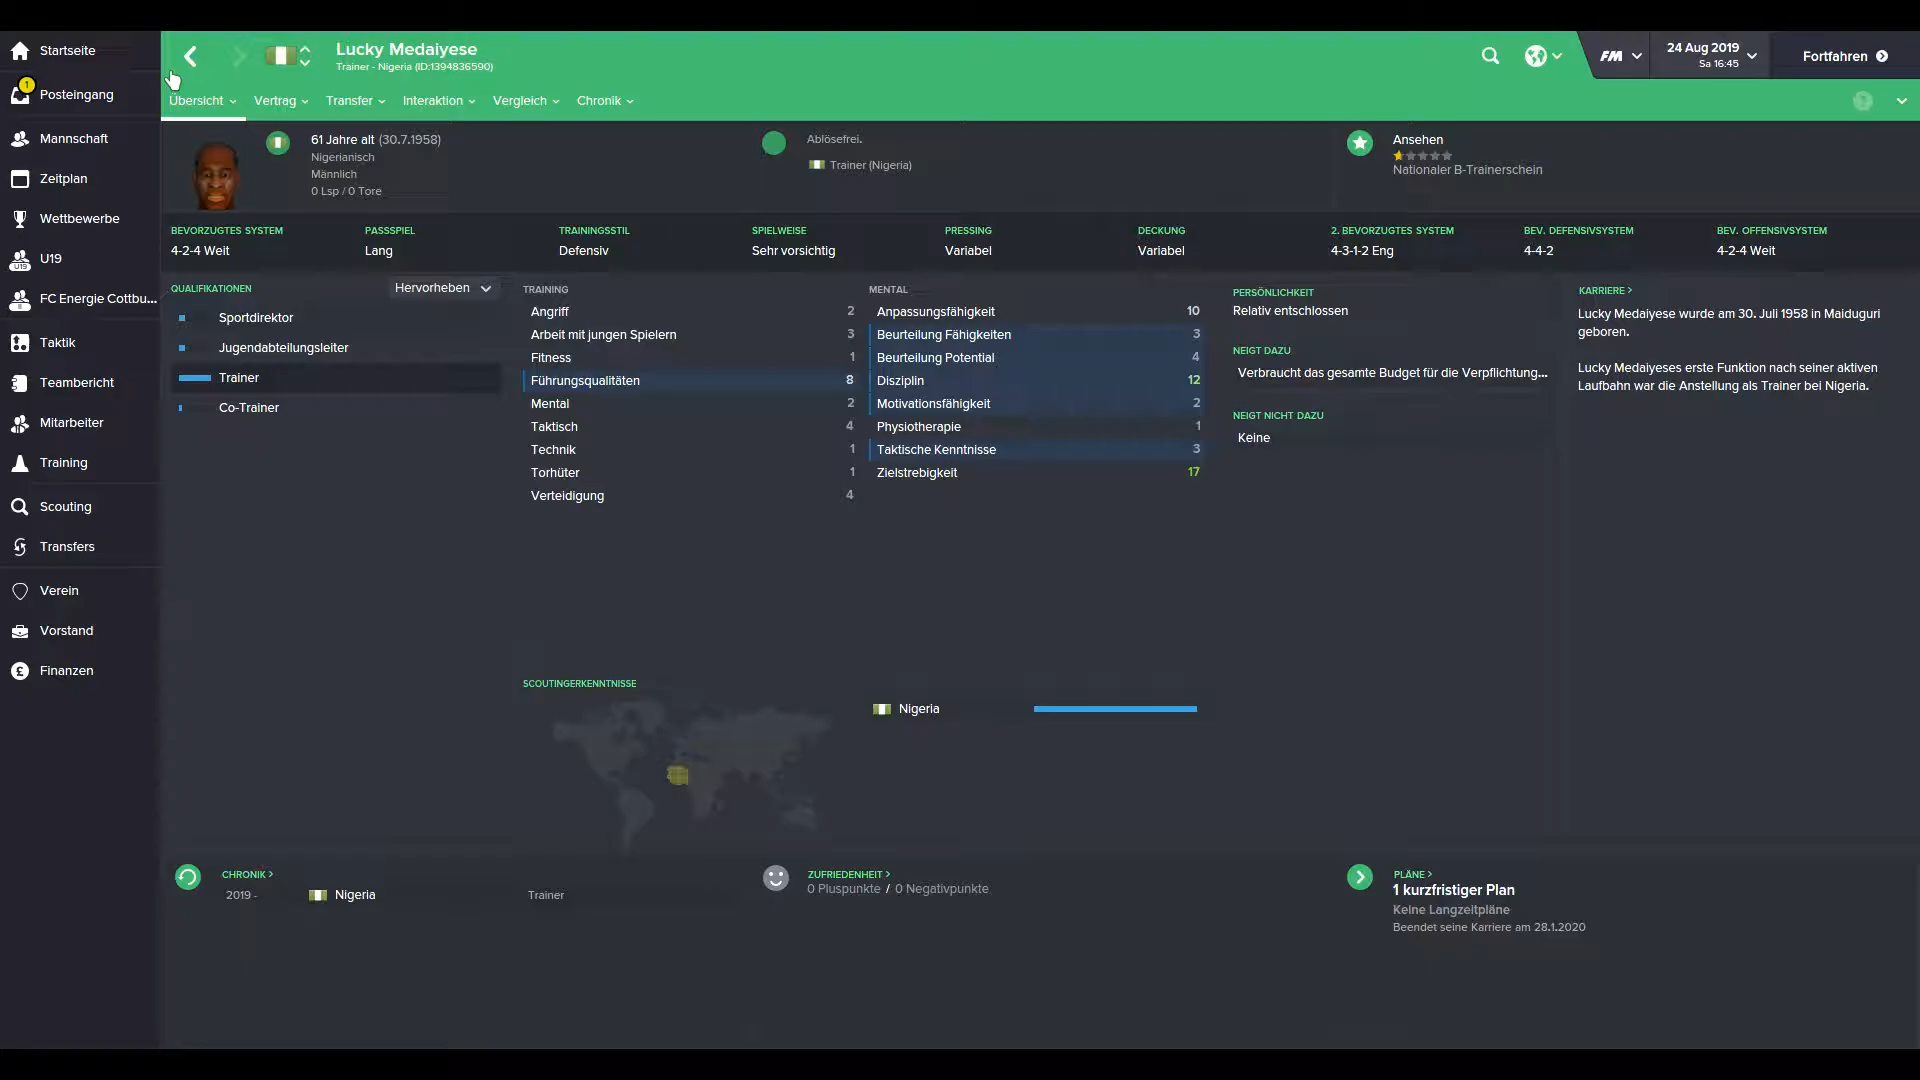 Startseite
1
Posteingang
Mannschaft
Zeitplan
Wettbewerbe
U19
U19
FC Energie Cottbu...
II
Taktik
Teambericht
Mitarbeiter
Training
Scouting
Transfers
Verein
Vorstand
Finanzen
Lucky Medaiyese
Trainer - Nigeria (ID:1394836590)
FM
24 Aug 2019
Sa 16:45
Fortfahren
Übersicht
Vertrag
Transfer
Interaktion
Vergleich
Chronik
61 Jahre alt (30.7.1958)
Nigerianisch
Männlich
0 Lsp / 0 Tore
Ablösefrei.
Trainer (Nigeria)
Ansehen
Nationaler B-Trainerschein
BEVORZUGTES SYSTEM
4-2-4 Weit
PASSSPIEL
Lang
TRAININGSSTIL
Defensiv
SPIELWEISE
Sehr vorsichtig
PRESSING
Variabel
DECKUNG
Variabel
2. BEVORZUGTES SYSTEM
4-3-1-2 Eng
BEV. DEFENSIVSYSTEM
4-4-2
BEV. OFFENSIVSYSTEM
4-2-4 Weit
QUALIFIKATIONEN
Hervorheben
Sportdirektor
Jugendabteilungsleiter
Trainer
Co-Trainer
TRAINING
Angriff 2
Arbeit mit jungen Spielern 3
Fitness 1
Führungsqualitäten 8
Mental 2
Taktisch 4
Technik 1
Torhüter 1
Verteidigung 4
MENTAL
Anpassungsfähigkeit 10
Beurteilung Fähigkeiten 3
Beurteilung Potential 4
Disziplin 12
Motivationsfähigkeit 2
Physiotherapie 1
Taktische Kenntnisse 3
Zielstrebigkeit 17
PERSÖNLICHKEIT
Relativ entschlossen
NEIGT DAZU
Verbraucht das gesamte Budget für die Verpflichtung...
NEIGT NICHT DAZU
Keine
KARRIERE >
Lucky Medaiyese wurde am 30. Juli 1958 in Maiduguri
geboren.
Lucky Medaiyeses erste Funktion nach seiner aktiven
Laufbahn war die Anstellung als Trainer bei Nigeria.
SCOUTINGERKENNTNISSE
Nigeria
CHRONIK >
2019 - Nigeria Trainer
ZUFRIEDENHEIT >
0 Pluspunkte / 0 Negativpunkte
PLÄNE >
1 kurzfristiger Plan
Keine Langzeitpläne
Beendet seine Karriere am 28.1.2020